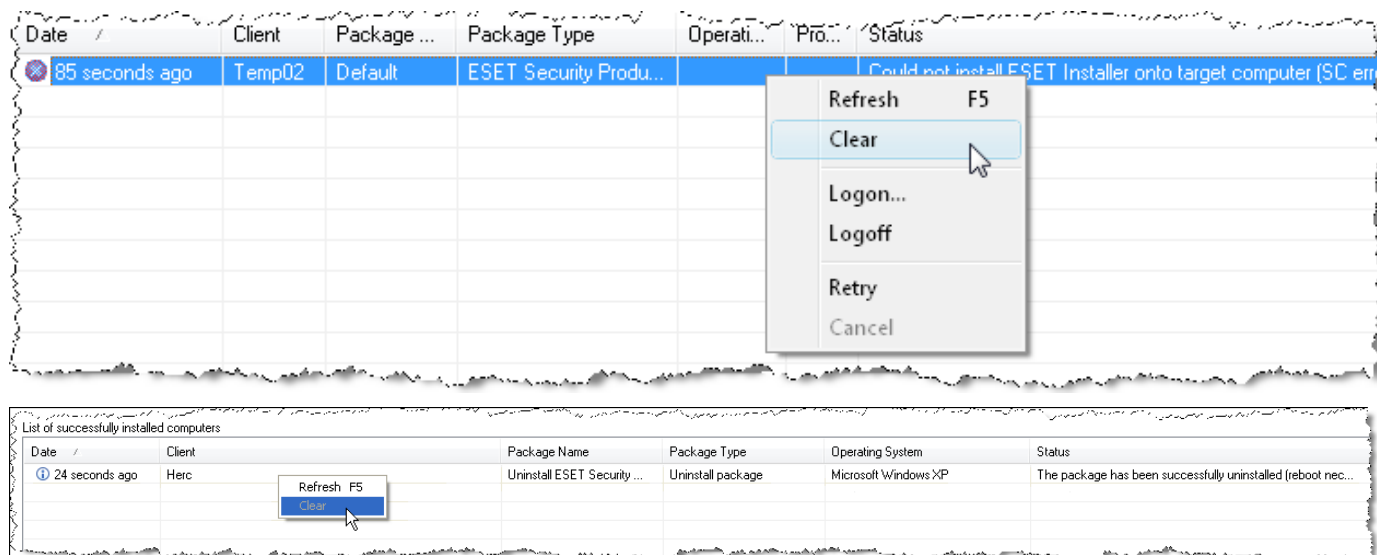 Date / Client Package ... Package Type Operati... Pro... Status
85 seconds ago Temp02 Default ESET Security Produ... Could not install ESET Installer onto target computer (SC erro
Refresh F5
Clear
Logon...
Logoff
Retry
Cancel
List of successfully installed computers
Date / Client Package Name Package Type Operating System Status
24 seconds ago Herc Uninstall ESET Security ... Uninstall package Microsoft Windows XP The package has been successfully uninstalled (reboot nec...
Refresh F5
Clear